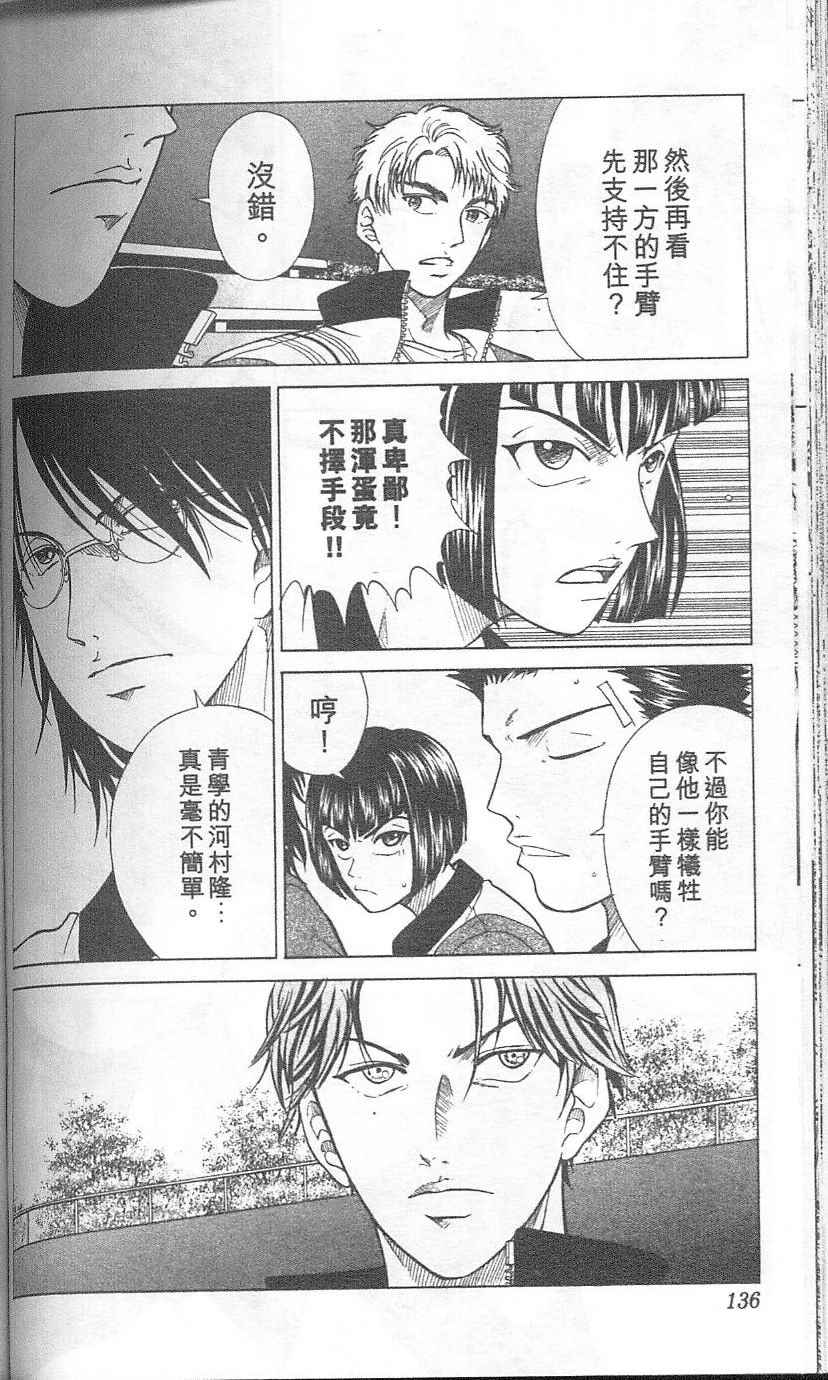 然後再看
那一方的手臂
先支持不住？
沒錯。
真卑鄙！
那渾蛋竟
不擇手段!!
不過你能
像他一樣犧牲
自己的手臂嗎？
哼！
青學的河村隆…
真是毫不簡單。
136